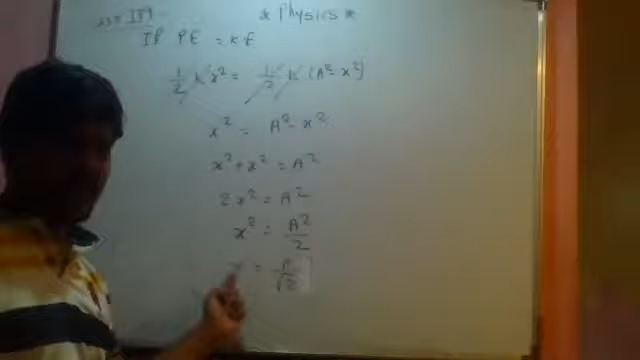 * Physics *
If PE = KE
1/2 k x² = 1/2 k (A² - x²)
x² = A² - x²
x² + x² = A²
2x² = A²
x² = A²/2
= A/√2